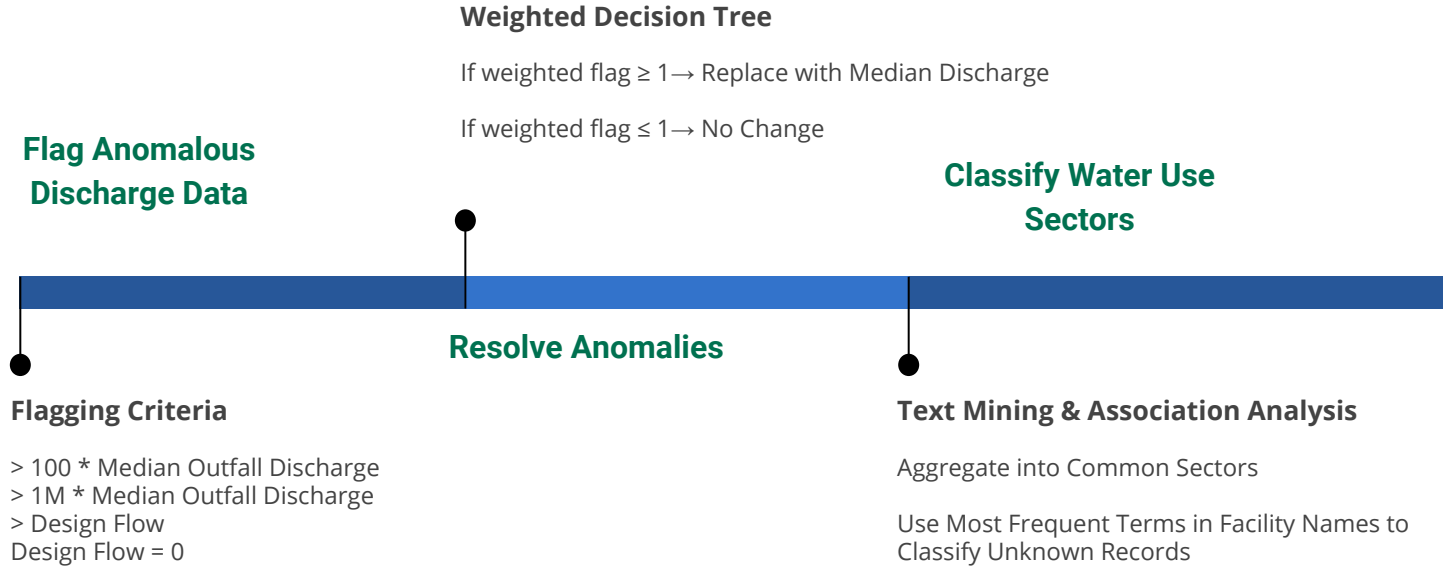 Weighted Decision Tree
If weighted flag ≥ 1→ Replace with Median Discharge
If weighted flag ≤ 1→ No Change
Flag Anomalous
Discharge Data
Classify Water Use
Sectors
Resolve Anomalies
Flagging Criteria
> 100 * Median Outfall Discharge
> 1M * Median Outfall Discharge
> Design Flow
Design Flow = 0
Text Mining & Association Analysis
Aggregate into Common Sectors
Use Most Frequent Terms in Facility Names to
Classify Unknown Records